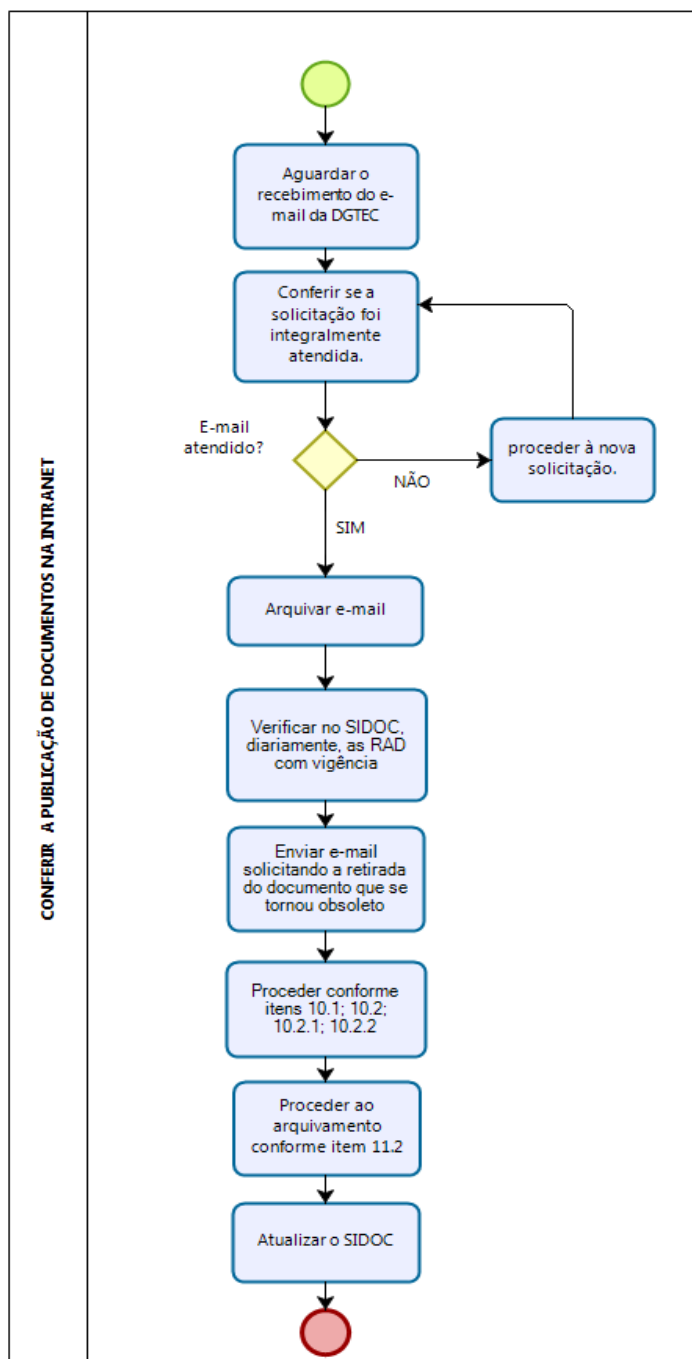 CONFERIR A PUBLICAÇÃO DE DOCUMENTOS NA INTRANET
Aguardar o
recebimento do e-
mail da DGTEC
Conferir se a
solicitação foi
integralmente
atendida.
E-mail
atendido?
NÃO
proceder à nova
solicitação.
SIM
Arquivar e-mail
Verificar no SIDOC,
diariamente, as RAD
com vigência
Enviar e-mail
solicitando a retirada
do documento que se
tornou obsoleto
Proceder conforme
itens 10.1; 10.2;
10.2.1; 10.2.2
Proceder ao
arquivamento
conforme item 11.2
Atualizar o SIDOC